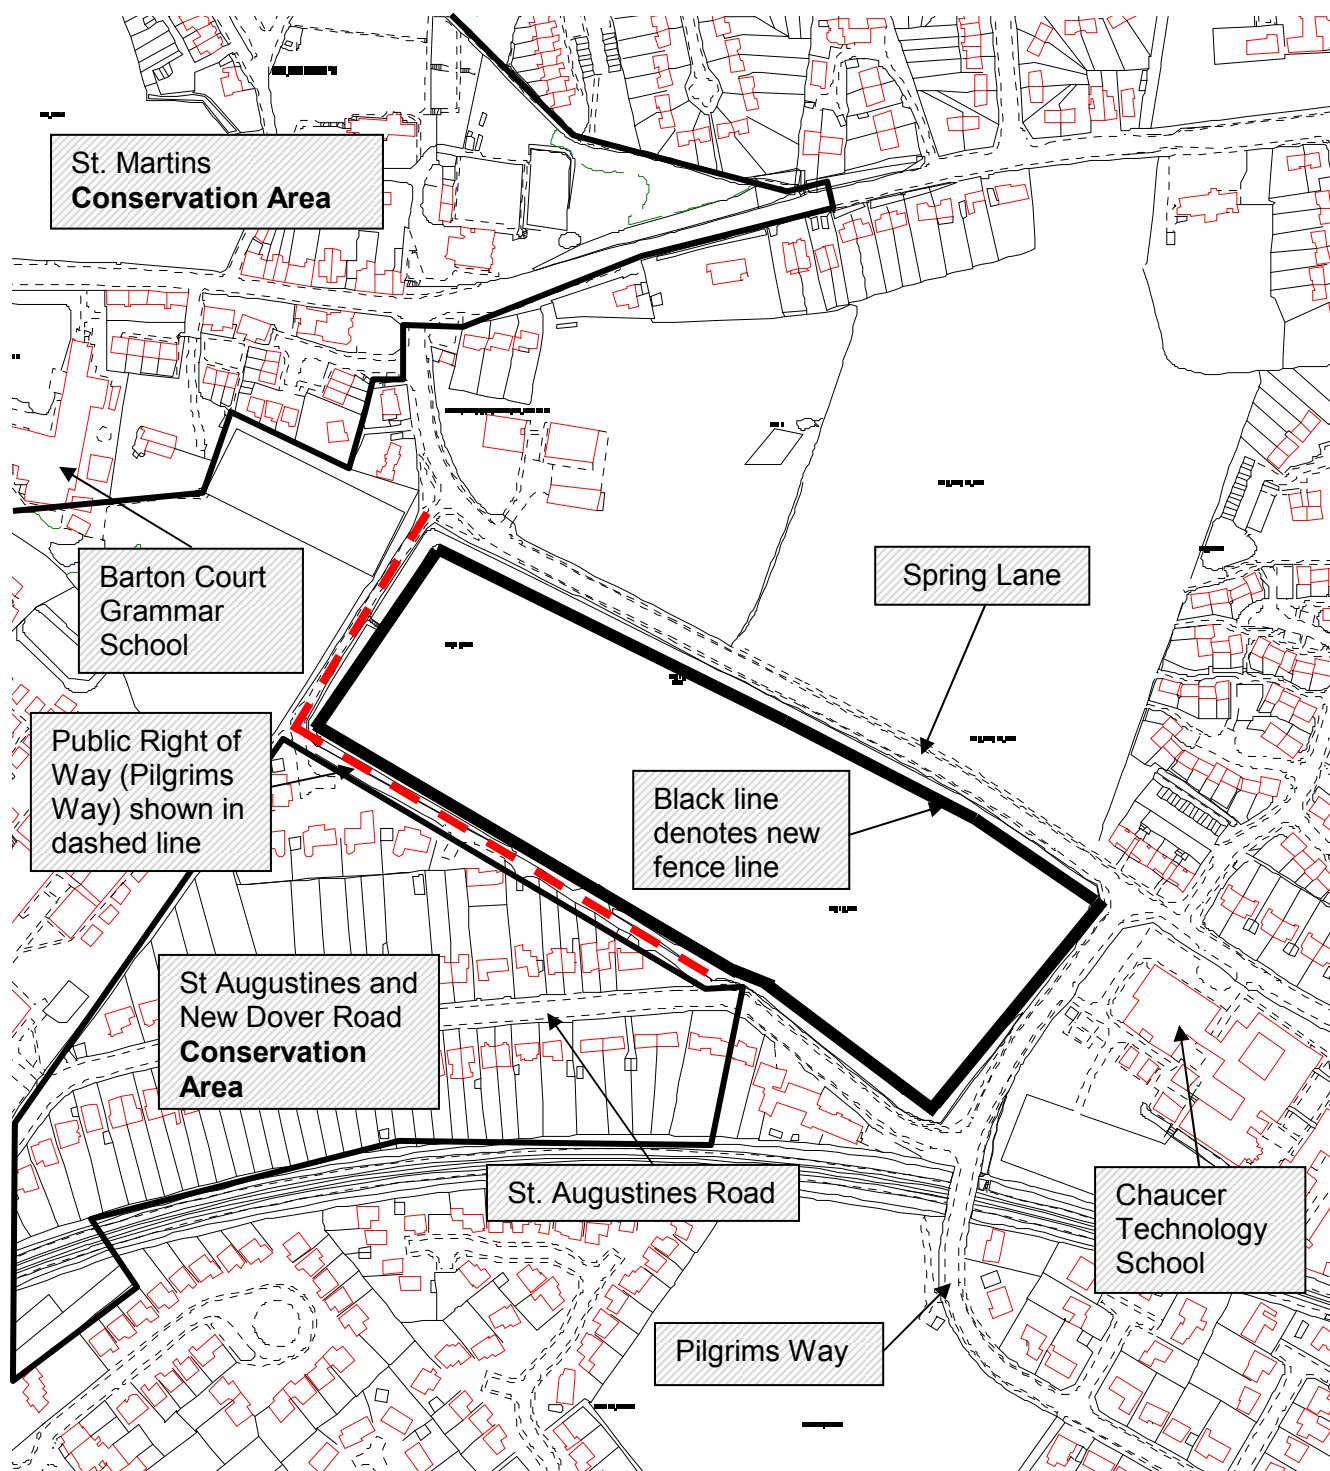 St. Martins
Conservation Area
Barton Court
Grammar
School
Spring Lane
Public Right of
Way (Pilgrims
Way) shown in
dashed line
Black line
denotes new
fence line
St Augustines and
New Dover Road
Conservation
Area
St. Augustines Road
Chaucer
Technology
School
Pilgrims Way